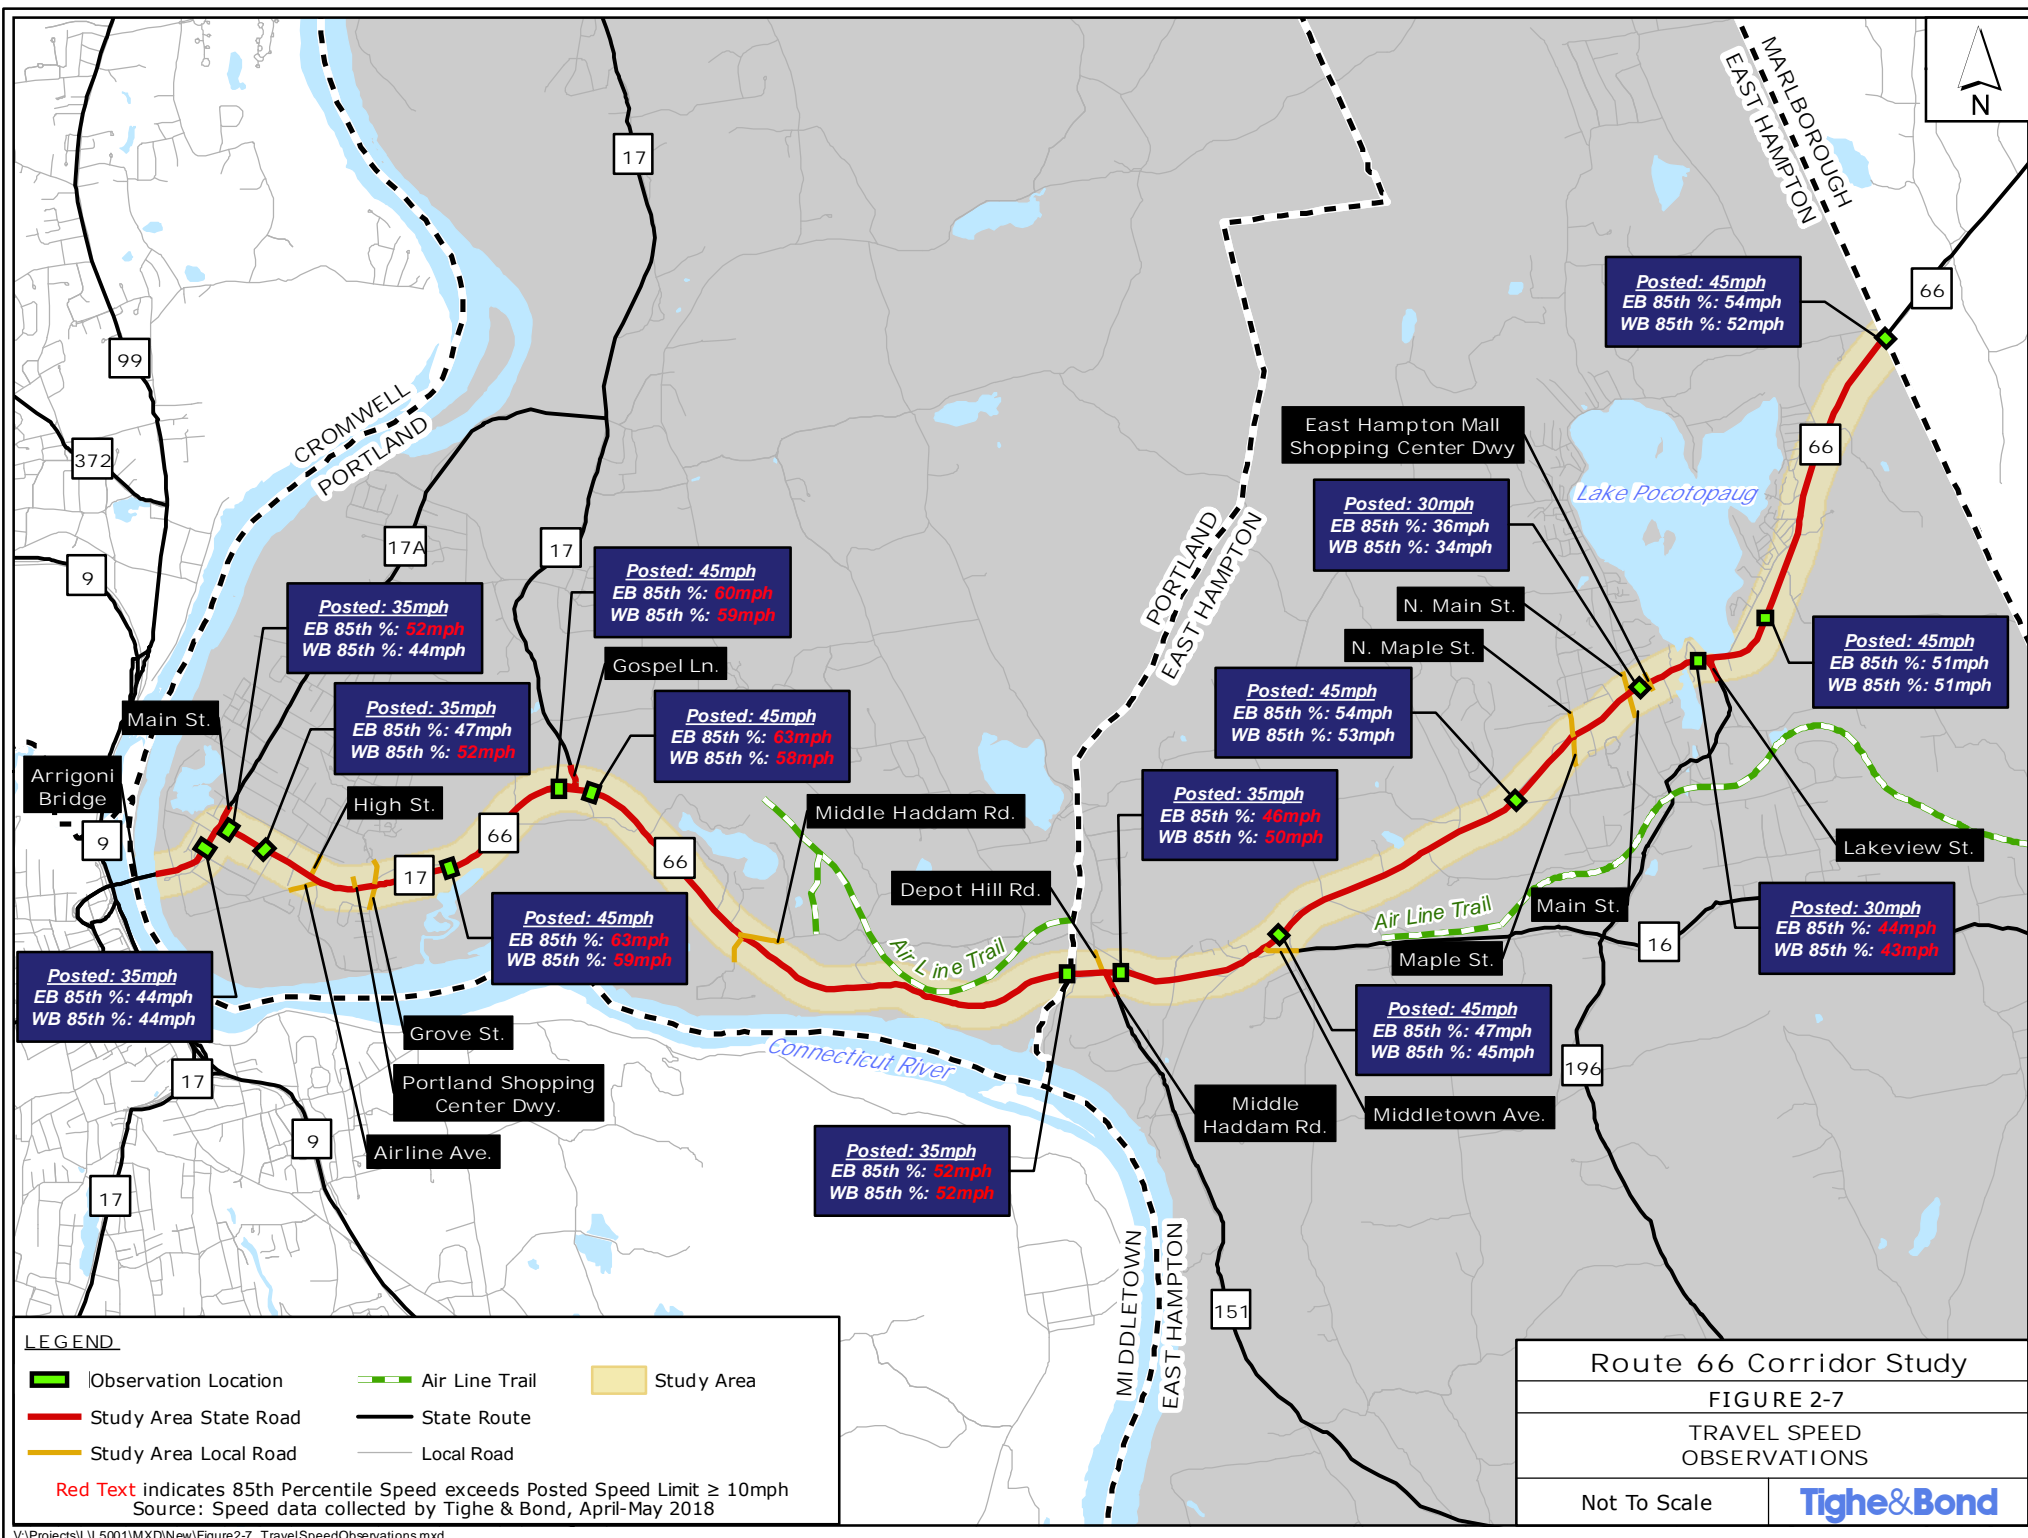 MARLBOROUGH
EAST HAMPTON
N
17
Posted: 45mph
EB 85th %: 54mph
WB 85th %: 52mph
66
99
CROMWELL
PORTLAND
372
East Hampton Mall
Shopping Center Dwy
66
Lake Pocotopaug
Posted: 30mph
EB 85th %: 36mph
WB 85th %: 34mph
17A
17
PORTLAND
EAST HAMPTON
9
Posted: 45mph
EB 85th %: 60mph
WB 85th %: 59mph
Posted: 35mph
EB 85th %: 52mph
WB 85th %: 44mph
N. Main St.
N. Maple St.
Gospel Ln.
Posted: 45mph
EB 85th %: 51mph
WB 85th %: 51mph
Main St.
Posted: 35mph
EB 85th %: 47mph
WB 85th %: 52mph
Posted: 45mph
EB 85th %: 63mph
WB 85th %: 58mph
Posted: 45mph
EB 85th %: 54mph
WB 85th %: 53mph
Arrigoni
Bridge
High St.
Middle Haddam Rd.
Posted: 35mph
EB 85th %: 46mph
WB 85th %: 50mph
9
66
66
17
Lakeview St.
Depot Hill Rd.
Air Line Trail
Main St.
Posted: 45mph
EB 85th %: 63mph
WB 85th %: 59mph
Air Line Trail
Maple St.
16
Posted: 30mph
EB 85th %: 44mph
WB 85th %: 43mph
Posted: 35mph
EB 85th %: 44mph
WB 85th %: 44mph
Grove St.
Connecticut River
Posted: 45mph
EB 85th %: 47mph
WB 85th %: 45mph
17
Portland Shopping
Center Dwy.
196
Middle
Haddam Rd.
Middletown Ave.
9
Airline Ave.
Posted: 35mph
EB 85th %: 52mph
WB 85th %: 52mph
17
MIDDLETOWN
EAST HAMPTON
151
LEGEND
Observation Location
Air Line Trail
Study Area
Study Area State Road
State Route
Study Area Local Road
Local Road
Red Text indicates 85th Percentile Speed exceeds Posted Speed Limit ≥ 10mph
Source: Speed data collected by Tighe & Bond, April-May 2018
Route 66 Corridor Study
FIGURE 2-7
TRAVEL SPEED
OBSERVATIONS
Not To Scale
Tighe&Bond